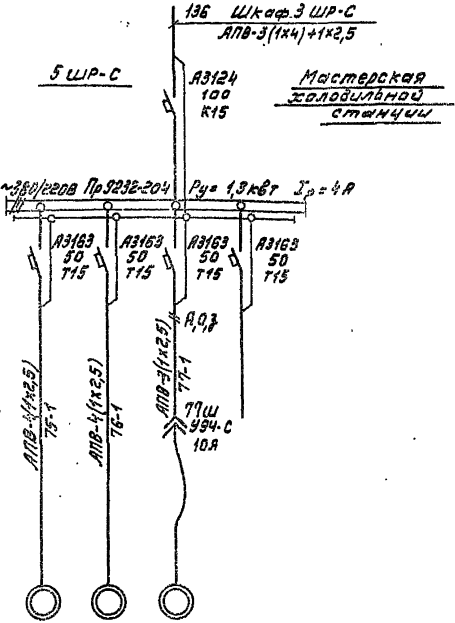 136 Шкаф.3 ШР-С
АПВ-3(1х4)+1х2,5
5 ШР-С
А3124
100
К15
Мастерская
холодильной
станции
~380/220В Пр9232-204 Ру=1,3квт Iр=4А
А3163
50
Т15
А3163
50
Т15
А3163
50
Т15
А3163
50
Т15
А,0,3
АПВ-4(1х2,5)
75-1
АПВ-4(1х2,5)
76-1
АПВ-3(1х2,5)
77-1
77Ш
У94-С
10А